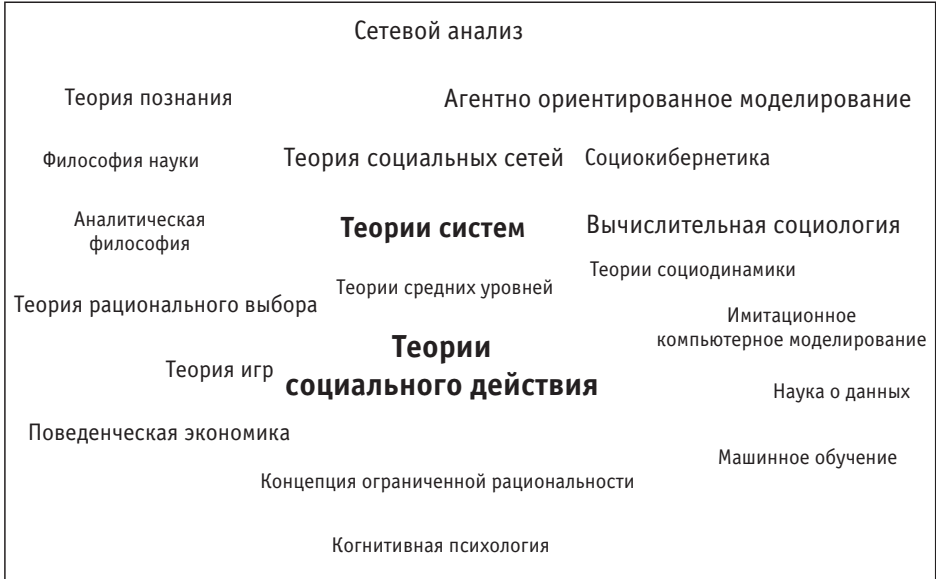 Сетевой анализ
Теория познания
Агентно ориентированное моделирование
Философия науки
Теория социальных сетей
Социокибернетика
Аналитическая
философия
Теории систем
Вычислительная социология
Теории социодинамики
Теории средних уровней
Теория рационального выбора
Имитационное
компьютерное моделирование
Теории
социального действия
Теория игр
Наука о данных
Поведенческая экономика
Машинное обучение
Концепция ограниченной рациональности
Когнитивная психология